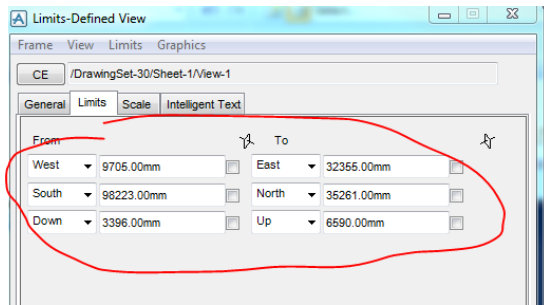 Limits-Defined View
Frame View Limits Graphics
CE /DrawingSet-30/Sheet-1/View-1
General Limits Scale Intelligent Text
From To
West 9705.00mm East 32355.00mm
South 98223.00mm North 35261.00mm
Down 3396.00mm Up 6590.00mm